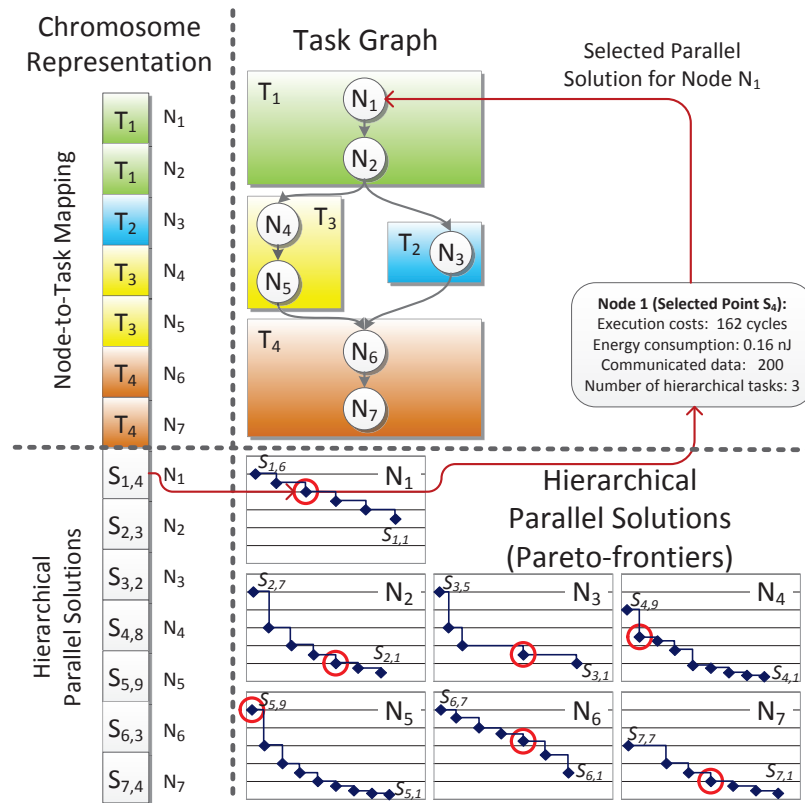 Chromosome
Representation
Task Graph
Selected Parallel
Solution for Node N1
Node-to-Task Mapping
T1 N1
T1 N2
T2 N3
T3 N4
T3 N5
T4 N6
T4 N7
T1
N1
N2
T3
N4
N5
T2
N3
T4
N6
N7
Node 1 (Selected Point S4):
Execution costs: 162 cycles
Energy consumption: 0.16 nJ
Communicated data: 200
Number of hierarchical tasks: 3
Hierarchical
Parallel Solutions
S1,4 N1
S2,3 N2
S3,2 N3
S4,8 N4
S5,9 N5
S6,3 N6
S7,4 N7
Hierarchical
Parallel Solutions
(Pareto-frontiers)
S1,6 N1
S1,1
S2,7 N2
S2,1
S3,5 N3
S3,1
S4,9 N4
S4,1
S5,9 N5
S5,1
S6,7 N6
S6,1
S7,7 N7
S7,1